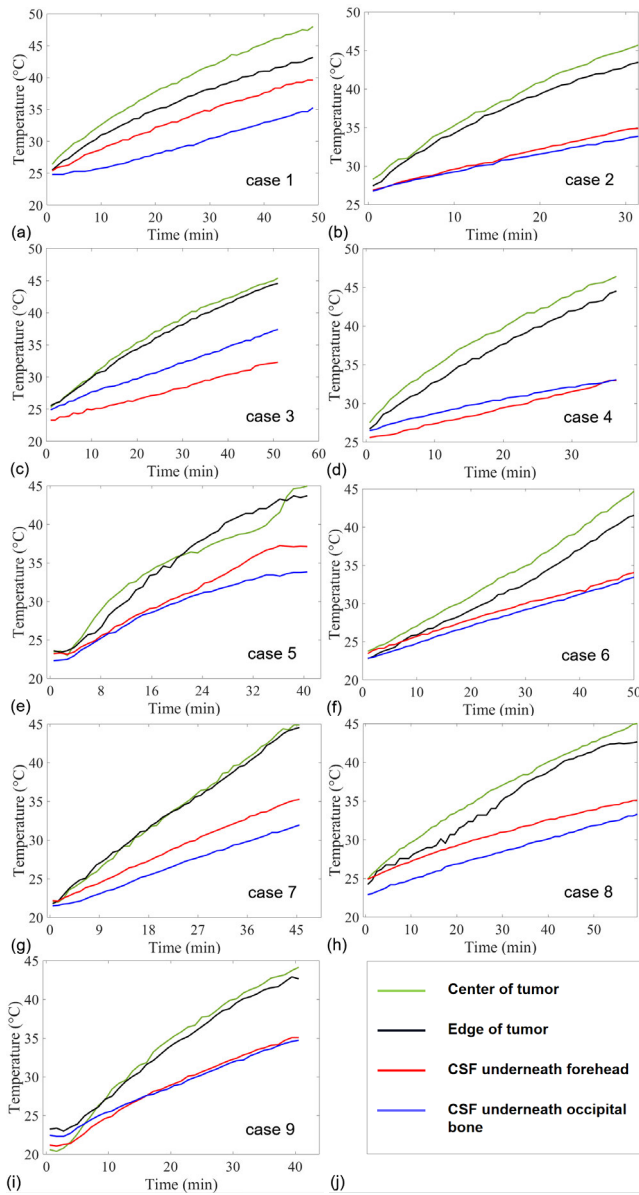 Temperature (°C)
50
45
40
35
30
25
20
case 1
0 10 20 30 40 50
(a) Time (min)
Temperature (°C)
50
45
40
35
30
25
case 2
0 10 20 30
(b) Time (min)
Temperature (°C)
50
45
40
35
30
25
20
case 3
0 10 20 30 40 50 60
(c) Time (min)
Temperature (°C)
50
45
40
35
30
25
case 4
0 10 20 30
(d) Time (min)
Temperature (°C)
45
40
35
30
25
20
case 5
0 8 16 24 32 40
(e) Time (min)
Temperature (°C)
45
40
35
30
25
20
case 6
0 10 20 30 40 50
(f) Time (min)
Temperature (°C)
45
40
35
30
25
20
case 7
0 9 18 27 36 45
(g) Time (min)
Temperature (°C)
45
40
35
30
25
20
case 8
0 10 20 30 40 50
(h) Time (min)
Temperature (°C)
45
40
35
30
25
20
case 9
0 10 20 30 40
(i) Time (min)
Center of tumor
Edge of tumor
CSF underneath forehead
CSF underneath occipital
bone
(j)